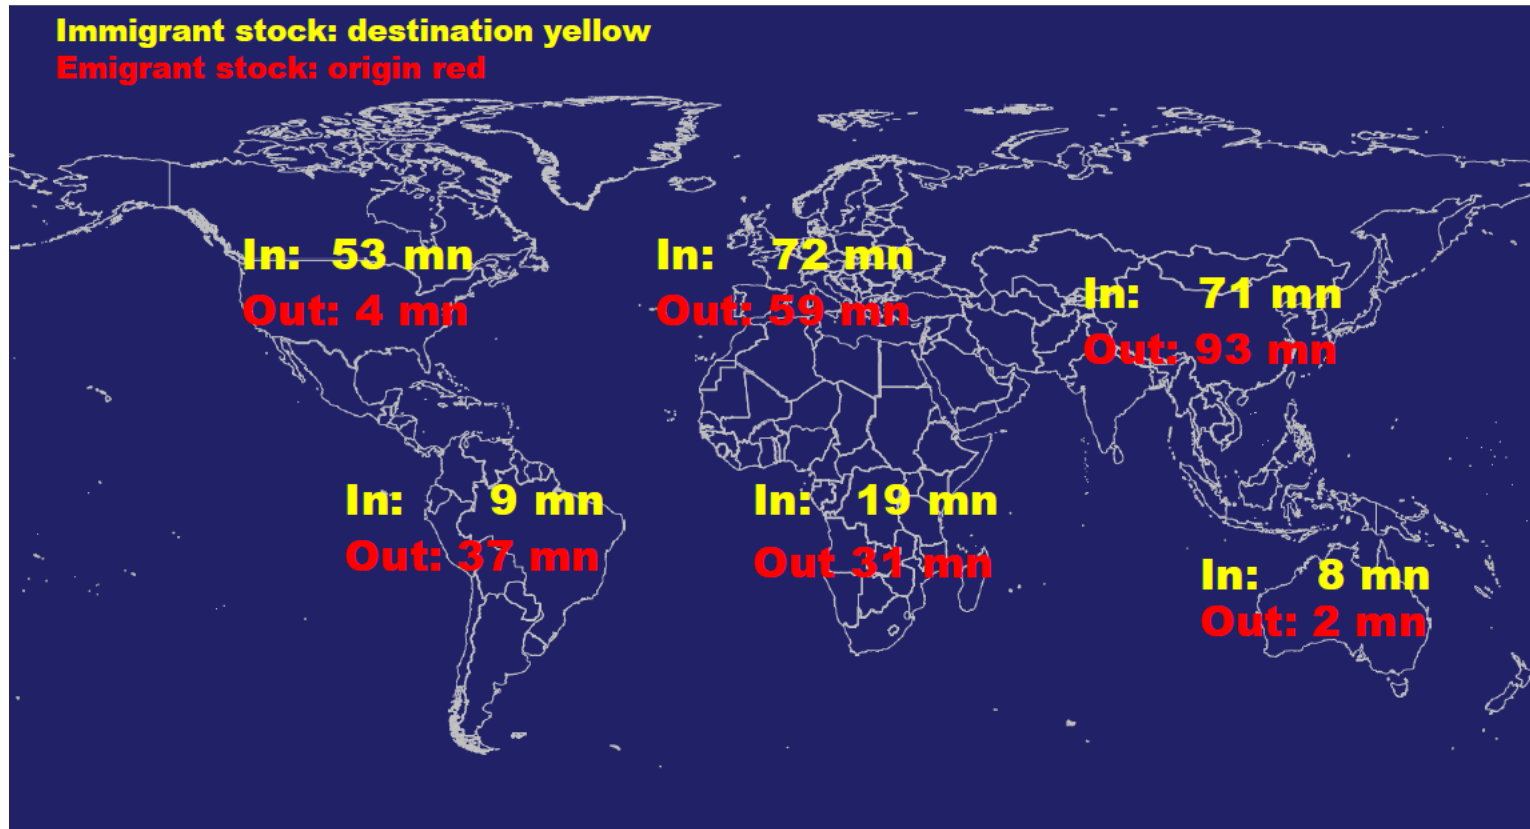 Immigrant stock: destination yellow
Emigrant stock: origin red
In: 53 mn
Out: 4 mn
In: 72 mn
Out: 59 mn
In: 71 mn
Out: 93 mn
In: 9 mn
Out: 37 mn
In: 19 mn
Out 31 mn
In: 8 mn
Out: 2 mn